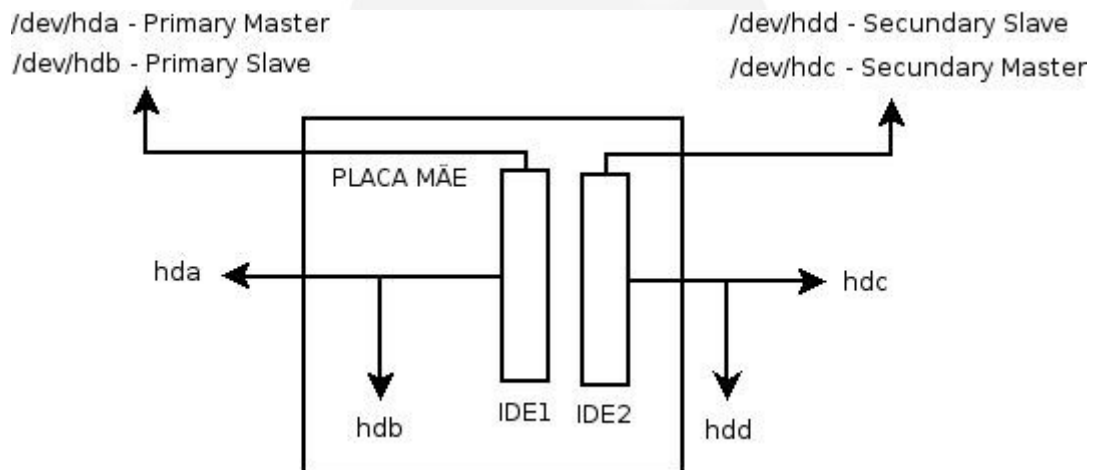 /dev/hda - Primary Master
/dev/hdb - Primary Slave
/dev/hdd - Secundary Slave
/dev/hdc - Secundary Master
PLACA MÃE
hda
hdc
IDE1
IDE2
hdb
hdd